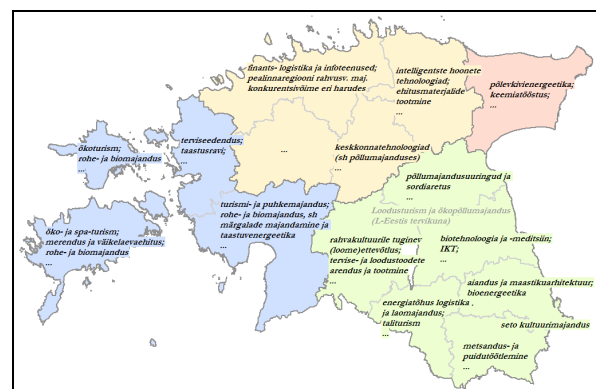 finants- logistika ja infoteenused;
pealinnaregiooni rahvusv. maj.
konkurentsivõime eri harudes
...
intelligentste hoonete
tehnoloogiad;
ehitusmaterjalide
tootmine
...
põlevkivienergeetika;
keemiatööstus;
...
terviseedendus;
taastusravi;
...
...
keskkonnatehnoloogiad
(sh põllumajanduses)
...
ökoturism;
rohe- ja biomajandus
...
põllumajandusuuringud ja
sordiaretus
...
turismi- ja puhkemajandus;
rohe- ja biomajandus, sh
märgalade majandamine ja
taastuvenergeetika
...
Loodusturism ja ökopõllumajandus
(L-Eestis tervikuna)
öko- ja spa-turism;
merendus ja väikelaevaehitus;
rohe- ja biomajandus
...
rahvakultuurile tuginev
(loome)ettevõtlus;
tervise- ja loodustoodete
arendus ja tootmine
...
biotehnoloogia ja -meditsiin;
IKT;
...
aiandus ja maastikuarhitektuur;
bioenergeetika
...
energiatõhus logistika ,
ja laomajandus;
taliturism
...
seto kultuurimajandus
metsandus- ja
puidutöötlemine
...